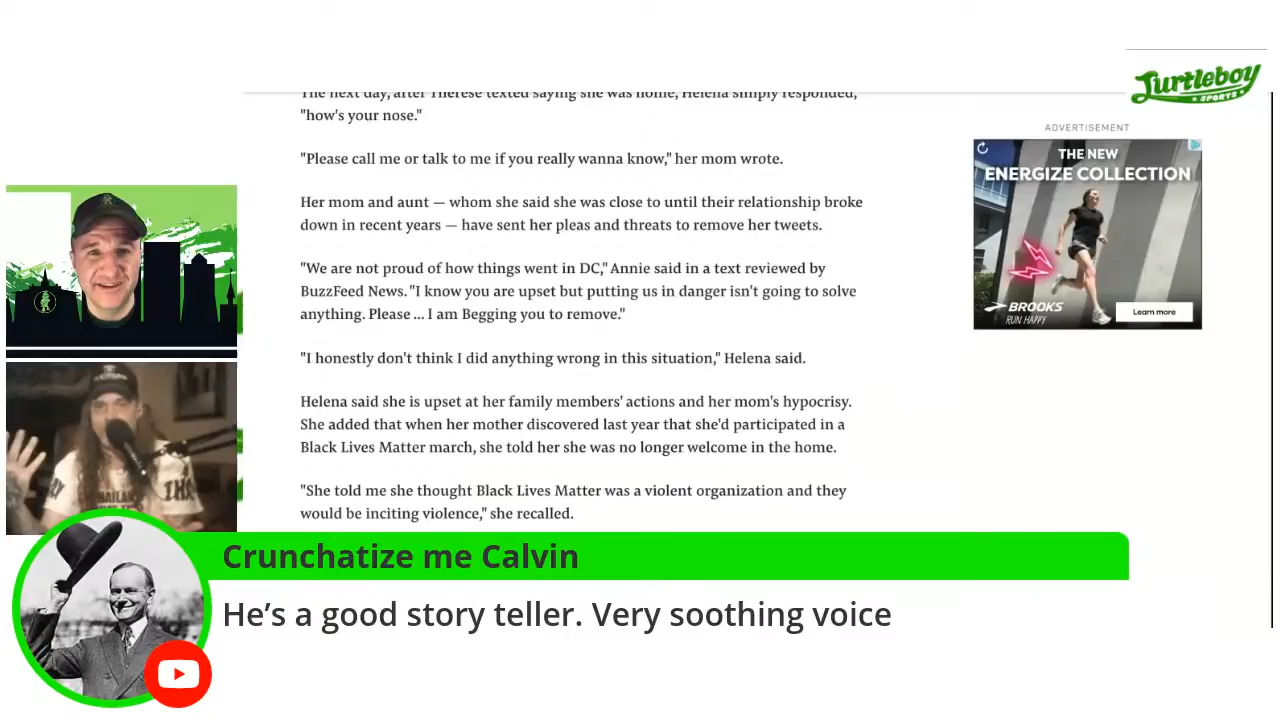 The next day, after Therese texted saying she was home, Helena simply responded,
"how's your nose."
"Please call me or talk to me if you really wanna know," her mom wrote.
Her mom and aunt — whom she said she was close to until their relationship broke
down in recent years — have sent her pleas and threats to remove her tweets.
"We are not proud of how things went in DC," Annie said in a text reviewed by
BuzzFeed News. "I know you are upset but putting us in danger isn't going to solve
anything. Please ... I am Begging you to remove."
"I honestly don't think I did anything wrong in this situation," Helena said.
Helena said she is upset at her family members' actions and her mom's hypocrisy.
She added that when her mother discovered last year that she'd participated in a
Black Lives Matter march, she told her she was no longer welcome in the home.
"She told me she thought Black Lives Matter was a violent organization and they
would be inciting violence," she recalled.
Turtleboy
SPORTS
ADVERTISEMENT
THE NEW
ENERGIZE COLLECTION
BROOKS
RUN HAPPY
Learn more
Crunchatize me Calvin
He's a good story teller. Very soothing voice